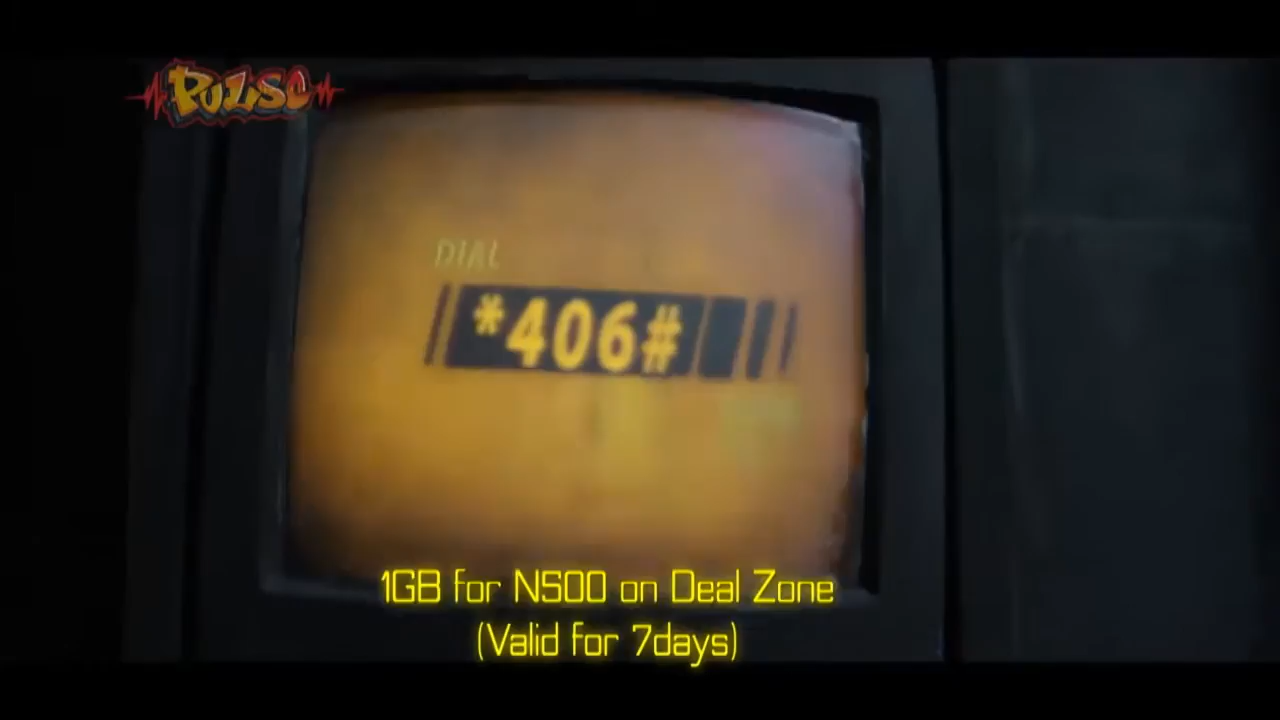 PULSE
DIAL
*406#
1GB for N500 on Deal Zone
(Valid for 7days)